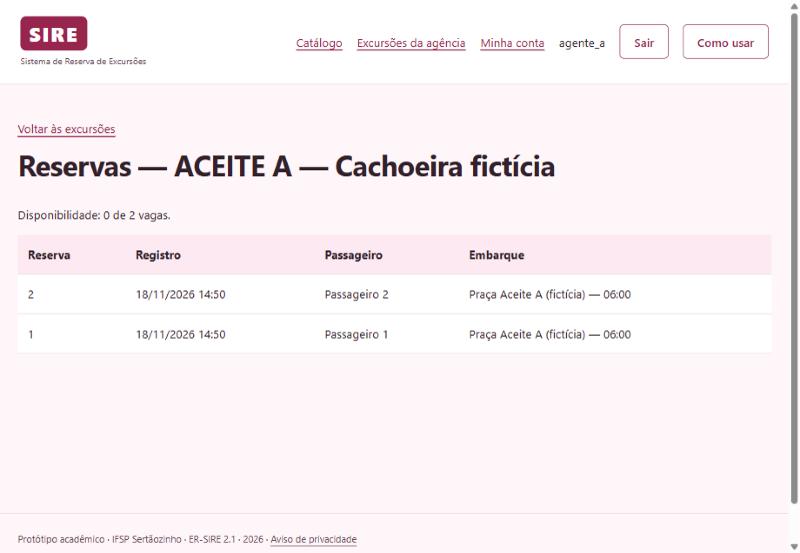 SIRE
Sistema de Reserva de Excursões
Catálogo Excursões da agência Minha conta agente_a Sair Como usar
Voltar às excursões
Reservas — ACEITE A — Cachoeira fictícia
Disponibilidade: 0 de 2 vagas.
Reserva Registro Passageiro Embarque
2 18/11/2026 14:50 Passageiro 2 Praça Aceite A (fictícia) — 06:00
1 18/11/2026 14:50 Passageiro 1 Praça Aceite A (fictícia) — 06:00
Protótipo acadêmico · IFSP Sertãozinho · ER-SIRE 2.1 · 2026 · Aviso de privacidade